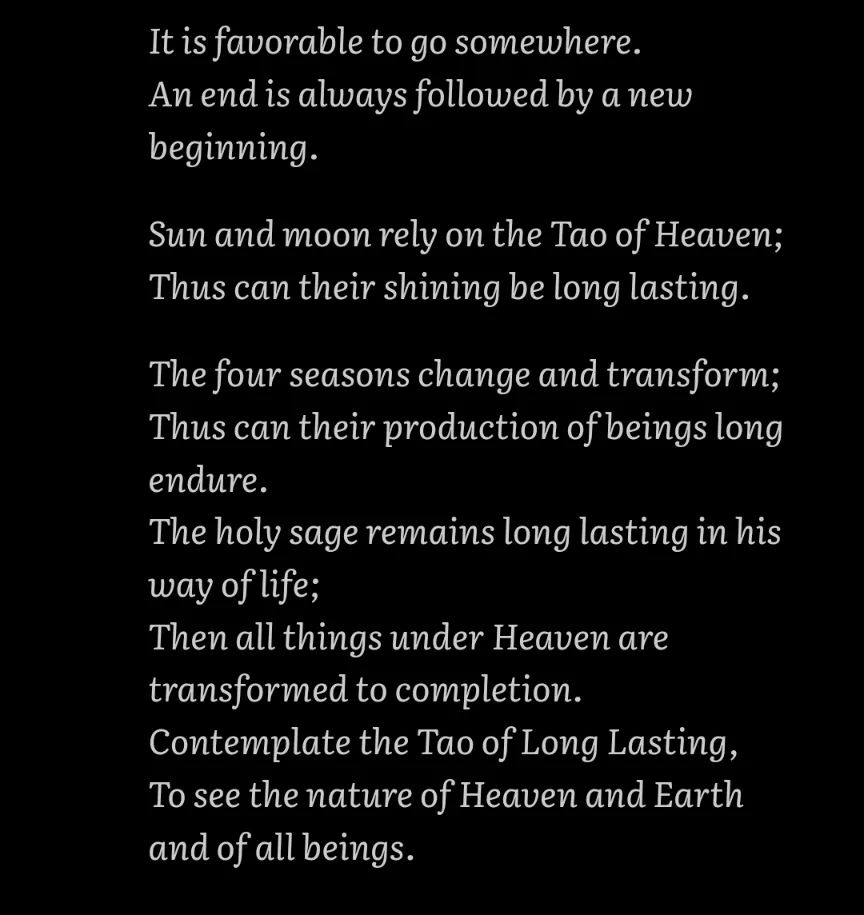 It is favorable to go somewhere.
An end is always followed by a new
beginning.
Sun and moon rely on the Tao of Heaven;
Thus can their shining be long lasting.
The four seasons change and transform;
Thus can their production of beings long
endure.
The holy sage remains long lasting in his
way of life;
Then all things under Heaven are
transformed to completion.
Contemplate the Tao of Long Lasting,
To see the nature of Heaven and Earth
and of all beings.